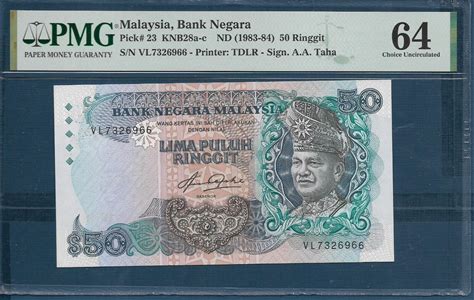 PMG
PAPER MONEY GUARANTY
Malaysia, Bank Negara
Pick# 23 KNB28a-c ND (1983-84) 50 Ringgit
S/N VL7326966 - Printer: TDLR - Sign. A.A. Taha
64
Choice Uncirculated
BANK NEGARA MALAYSIA
50
WANG KERTAS INI SAH DIPERLAKUKAN
DENGAN NILAI
VL7326966
LIMA PULUH
RINGGIT
GABENOR
$50
VL7326966